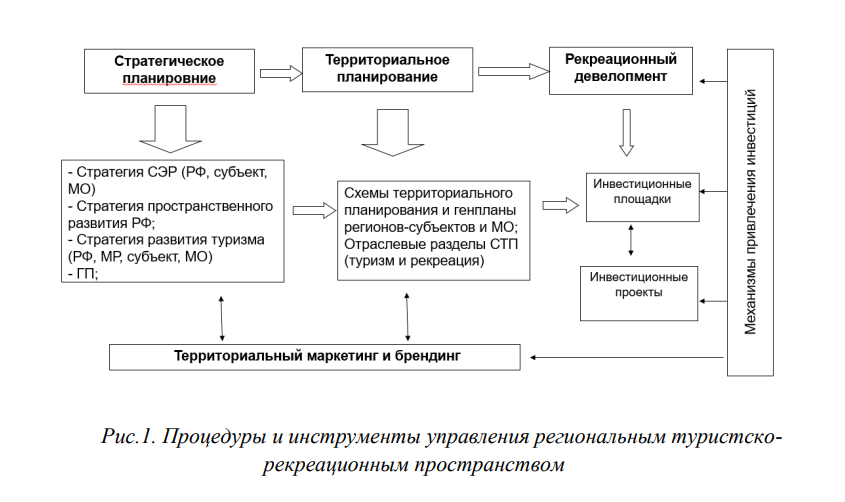 Стратегическое
планировние
Территориальное
планирование
Рекреационный
девелопмент
- Стратегия СЭР (РФ, субъект,
МО)
- Стратегия пространственного
развития РФ;
- Стратегия развития туризма
(РФ, МР, субъект, МО)
- ГП;
Схемы территориального
планирования и генпланы
регионов-субъектов и МО;
Отраслевые разделы СТП
(туризм и рекреация)
Инвестиционные
площадки
Инвестиционные
проекты
Механизмы привлечения инвестиций
Территориальный маркетинг и брендинг
Рис.1. Процедуры и инструменты управления региональным туристско-
рекреационным пространством